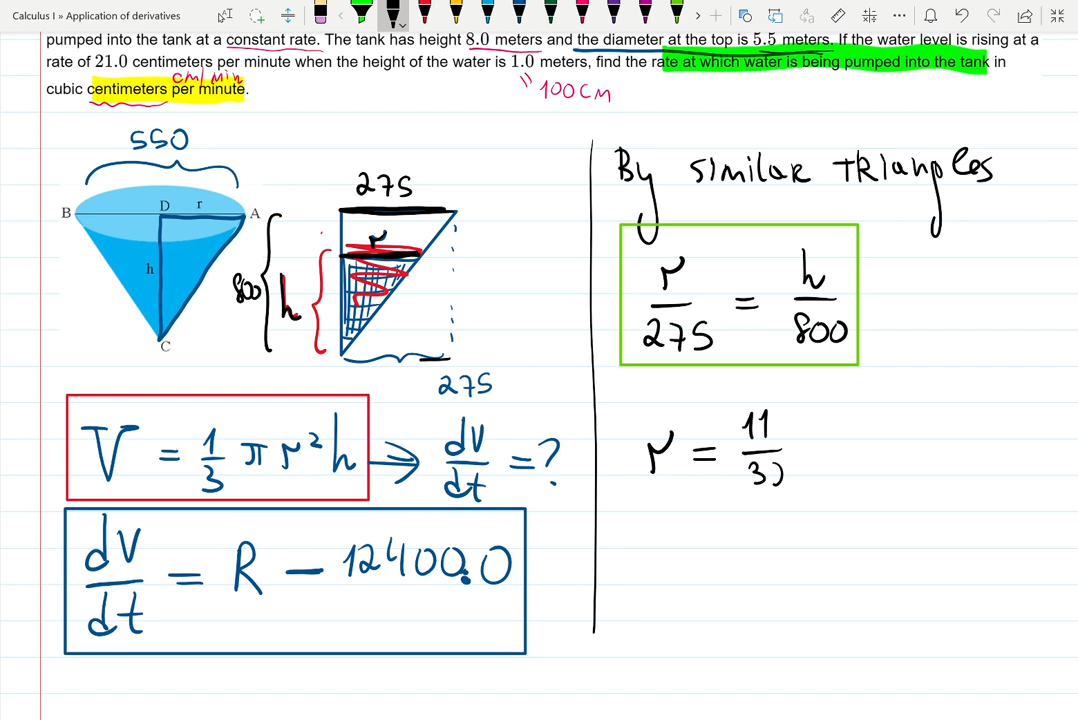 Calculus I » Application of derivatives
pumped into the tank at a constant rate. The tank has height 8.0 meters and the diameter at the top is 5.5 meters. If the water level is rising at a
rate of 21.0 centimeters per minute when the height of the water is 1.0 meters, find the rate at which water is being pumped into the tank in
cm/min
cubic centimeters per minute.
" 100CM
550
B D r A
h
C
800
275
r
h
275
V = 1/3 π r² h ⇒ dV/dt = ?
dV/dt = R - 12400.0
By similar triangles
r/275 = h/800
r = 11/3